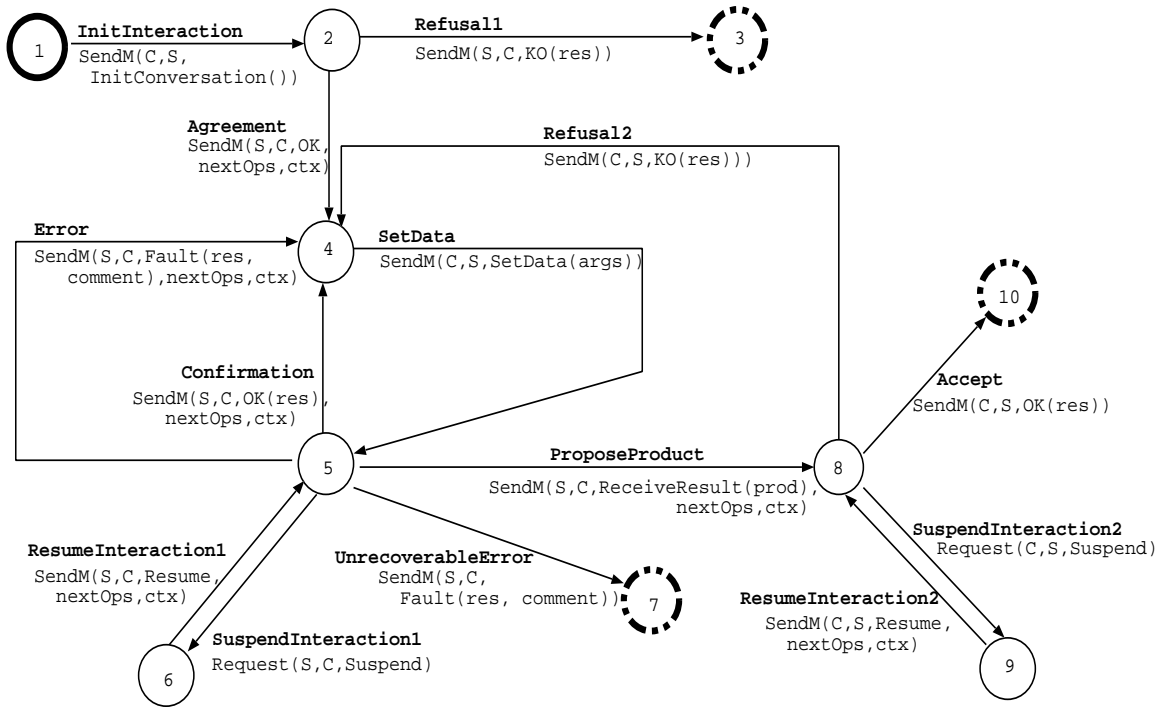 InitInteraction
SendM(C,S,
InitConversation())
1
2
Refusal1
SendM(S,C,KO(res))
3
Agreement
SendM(S,C,OK,
nextOps,ctx)
Refusal2
SendM(C,S,KO(res)))
Error
SendM(S,C,Fault(res,
comment),nextOps,ctx)
4
SetData
SendM(C,S,SetData(args))
10
Confirmation
SendM(S,C,OK(res),
nextOps,ctx)
Accept
SendM(C,S,OK(res))
5
ProposeProduct
SendM(S,C,ReceiveResult(prod),
nextOps,ctx)
8
ResumeInteraction1
SendM(S,C,Resume,
nextOps,ctx)
UnrecoverableError
SendM(S,C,
Fault(res, comment))
7
SuspendInteraction2
Request(C,S,Suspend)
ResumeInteraction2
SendM(C,S,Resume,
nextOps,ctx)
SuspendInteraction1
Request(S,C,Suspend)
6
9